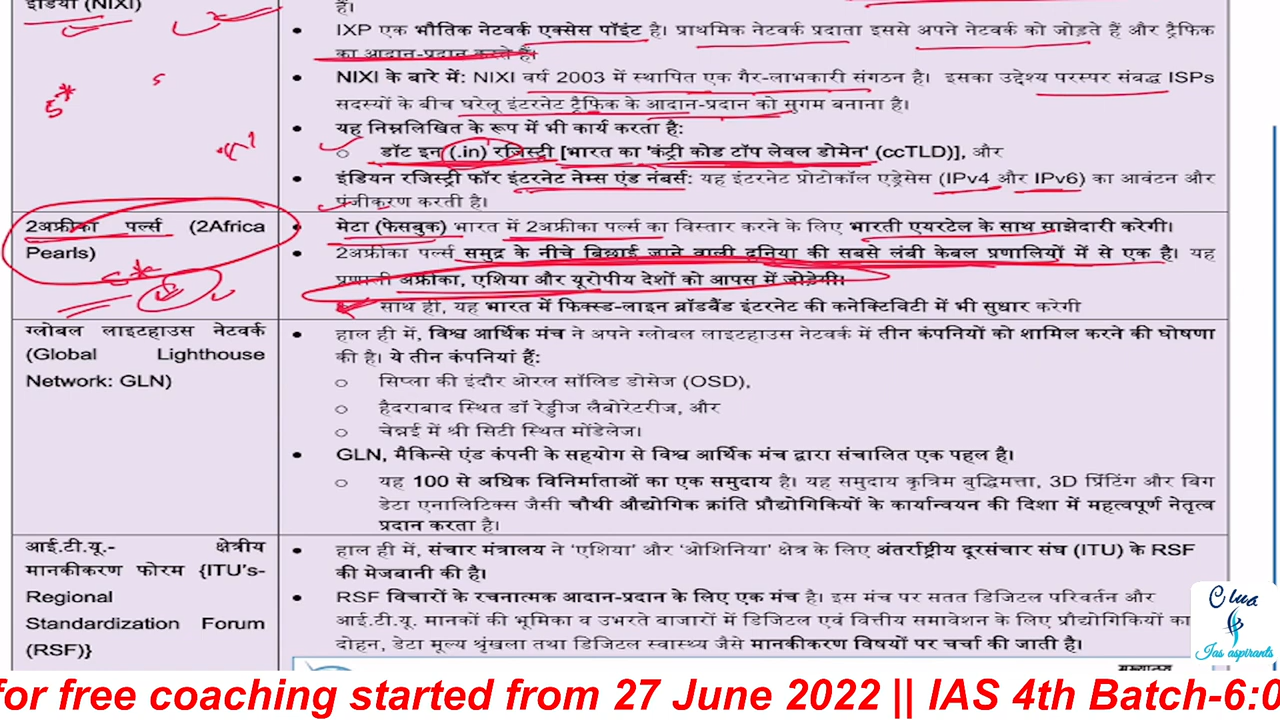 इंडिया (NIXI)
हैं।
• IXP एक भौतिक नेटवर्क एक्सेस पॉइंट है। प्राथमिक नेटवर्क प्रदाता इससे अपने नेटवर्क को जोड़ते हैं और ट्रैफिक
का आदान-प्रदान करते हैं।
• NIXI के बारे में: NIXI वर्ष 2003 में स्थापित एक गैर-लाभकारी संगठन है। इसका उद्देश्य परस्पर संबद्ध ISPs
सदस्यों के बीच घरेलू इंटरनेट ट्रैफिक के आदान-प्रदान को सुगम बनाना है।
• यह निम्नलिखित के रूप में भी कार्य करता है:
○ डॉट इन (.in) रजिस्ट्री [भारत का 'कंट्री कोड टॉप लेवल डोमेन' (ccTLD)], और
• इंडियन रजिस्ट्री फॉर इंटरनेट नेम्स एंड नंबर्स: यह इंटरनेट प्रोटोकॉल एड्रेसेस (IPv4 और IPv6) का आवंटन और
पंजीकरण करती है।
2अफ्रीका पर्ल्स (2Africa
Pearls)
• मेटा (फेसबुक) भारत में 2अफ्रीका पर्ल्स का विस्तार करने के लिए भारती एयरटेल के साथ साझेदारी करेगी।
• 2अफ्रीका पर्ल्स समुद्र के नीचे बिछाई जाने वाली दुनिया की सबसे लंबी केबल प्रणालियों में से एक है। यह
प्रणाली अफ्रीका, एशिया और यूरोपीय देशों को आपस में जोड़ेगी।
साथ ही, यह भारत में फिक्स्ड-लाइन ब्रॉडबैंड इंटरनेट की कनेक्टिविटी में भी सुधार करेगी
ग्लोबल लाइटहाउस नेटवर्क
(Global Lighthouse
Network: GLN)
• हाल ही में, विश्व आर्थिक मंच ने अपने ग्लोबल लाइटहाउस नेटवर्क में तीन कंपनियों को शामिल करने की घोषणा
की है। ये तीन कंपनियां हैं:
○ सिप्ला की इंदौर ओरल सॉलिड डोसेज (OSD),
○ हैदराबाद स्थित डॉ रेड्डीज लैबोरेटरीज, और
○ चेन्नई में श्री सिटी स्थित मोंडेलेज।
• GLN, मैकिन्से एंड कंपनी के सहयोग से विश्व आर्थिक मंच द्वारा संचालित एक पहल है।
○ यह 100 से अधिक विनिर्माताओं का एक समुदाय है। यह समुदाय कृत्रिम बुद्धिमत्ता, 3D प्रिंटिंग और बिग
डेटा एनालिटिक्स जैसी चौथी औद्योगिक क्रांति प्रौद्योगिकियों के कार्यान्वयन की दिशा में महत्वपूर्ण नेतृत्व
प्रदान करता है।
आई.टी.यू.- क्षेत्रीय
मानकीकरण फोरम {ITU's-
Regional
Standardization Forum
(RSF)}
• हाल ही में, संचार मंत्रालय ने 'एशिया' और 'ओशिनिया' क्षेत्र के लिए अंतर्राष्ट्रीय दूरसंचार संघ (ITU) के RSF
की मेजबानी की है।
• RSF विचारों के रचनात्मक आदान-प्रदान के लिए एक मंच है। इस मंच पर सतत डिजिटल परिवर्तन और
आई.टी.यू. मानकों की भूमिका व उभरते बाजारों में डिजिटल एवं वित्तीय समावेशन के लिए प्रौद्योगिकियों का
दोहन, डेटा मूल्य श्रृंखला तथा डिजिटल स्वास्थ्य जैसे मानकीकरण विषयों पर चर्चा की जाती है।
Ias aspirants
for free coaching started from 27 June 2022 || IAS 4th Batch-6:0